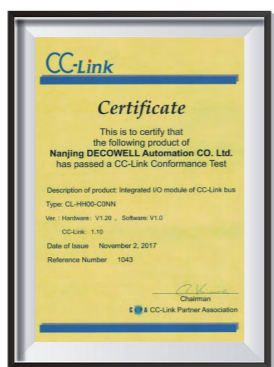 CC-Link
Certificate
This is to certify that
the following product of
Nanjing DECOWELL Automation CO. Ltd.
has passed a CC-Link Conformance Test
Description of product: Integrated I/O module of CC-Link bus
Type: CL-HH00-C0NN
Ver.: Hardware: V1.20 , Software: V1.0
CC-Link: 1.10
Date of Issue November 2, 2017
Reference Number 1043
Chairman
CC-Link Partner Association